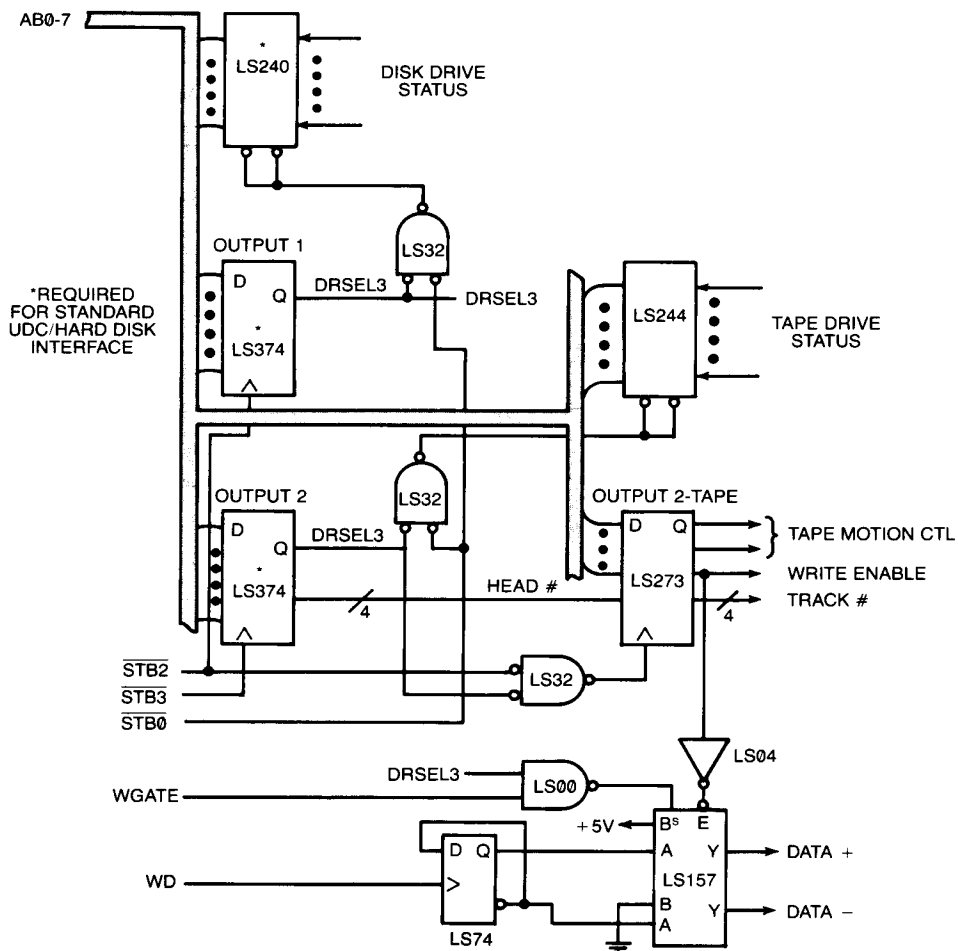 AB0-7
*
LS240
DISK DRIVE
STATUS
OUTPUT 1
D
Q
*
LS374
DRSEL3
LS32
DRSEL3
*REQUIRED
FOR STANDARD
UDC/HARD DISK
INTERFACE
LS244
TAPE DRIVE
STATUS
OUTPUT 2
D
Q
*
LS374
DRSEL3
LS32
HEAD #
4
OUTPUT 2-TAPE
D
Q
LS273
TAPE MOTION CTL
WRITE ENABLE
TRACK #
4
STB2
STB3
STB0
LS32
LS04
DRSEL3
WGATE
LS00
+5V
B S E
A Y
LS157
B
A Y
DATA +
DATA −
WD
D Q
LS74